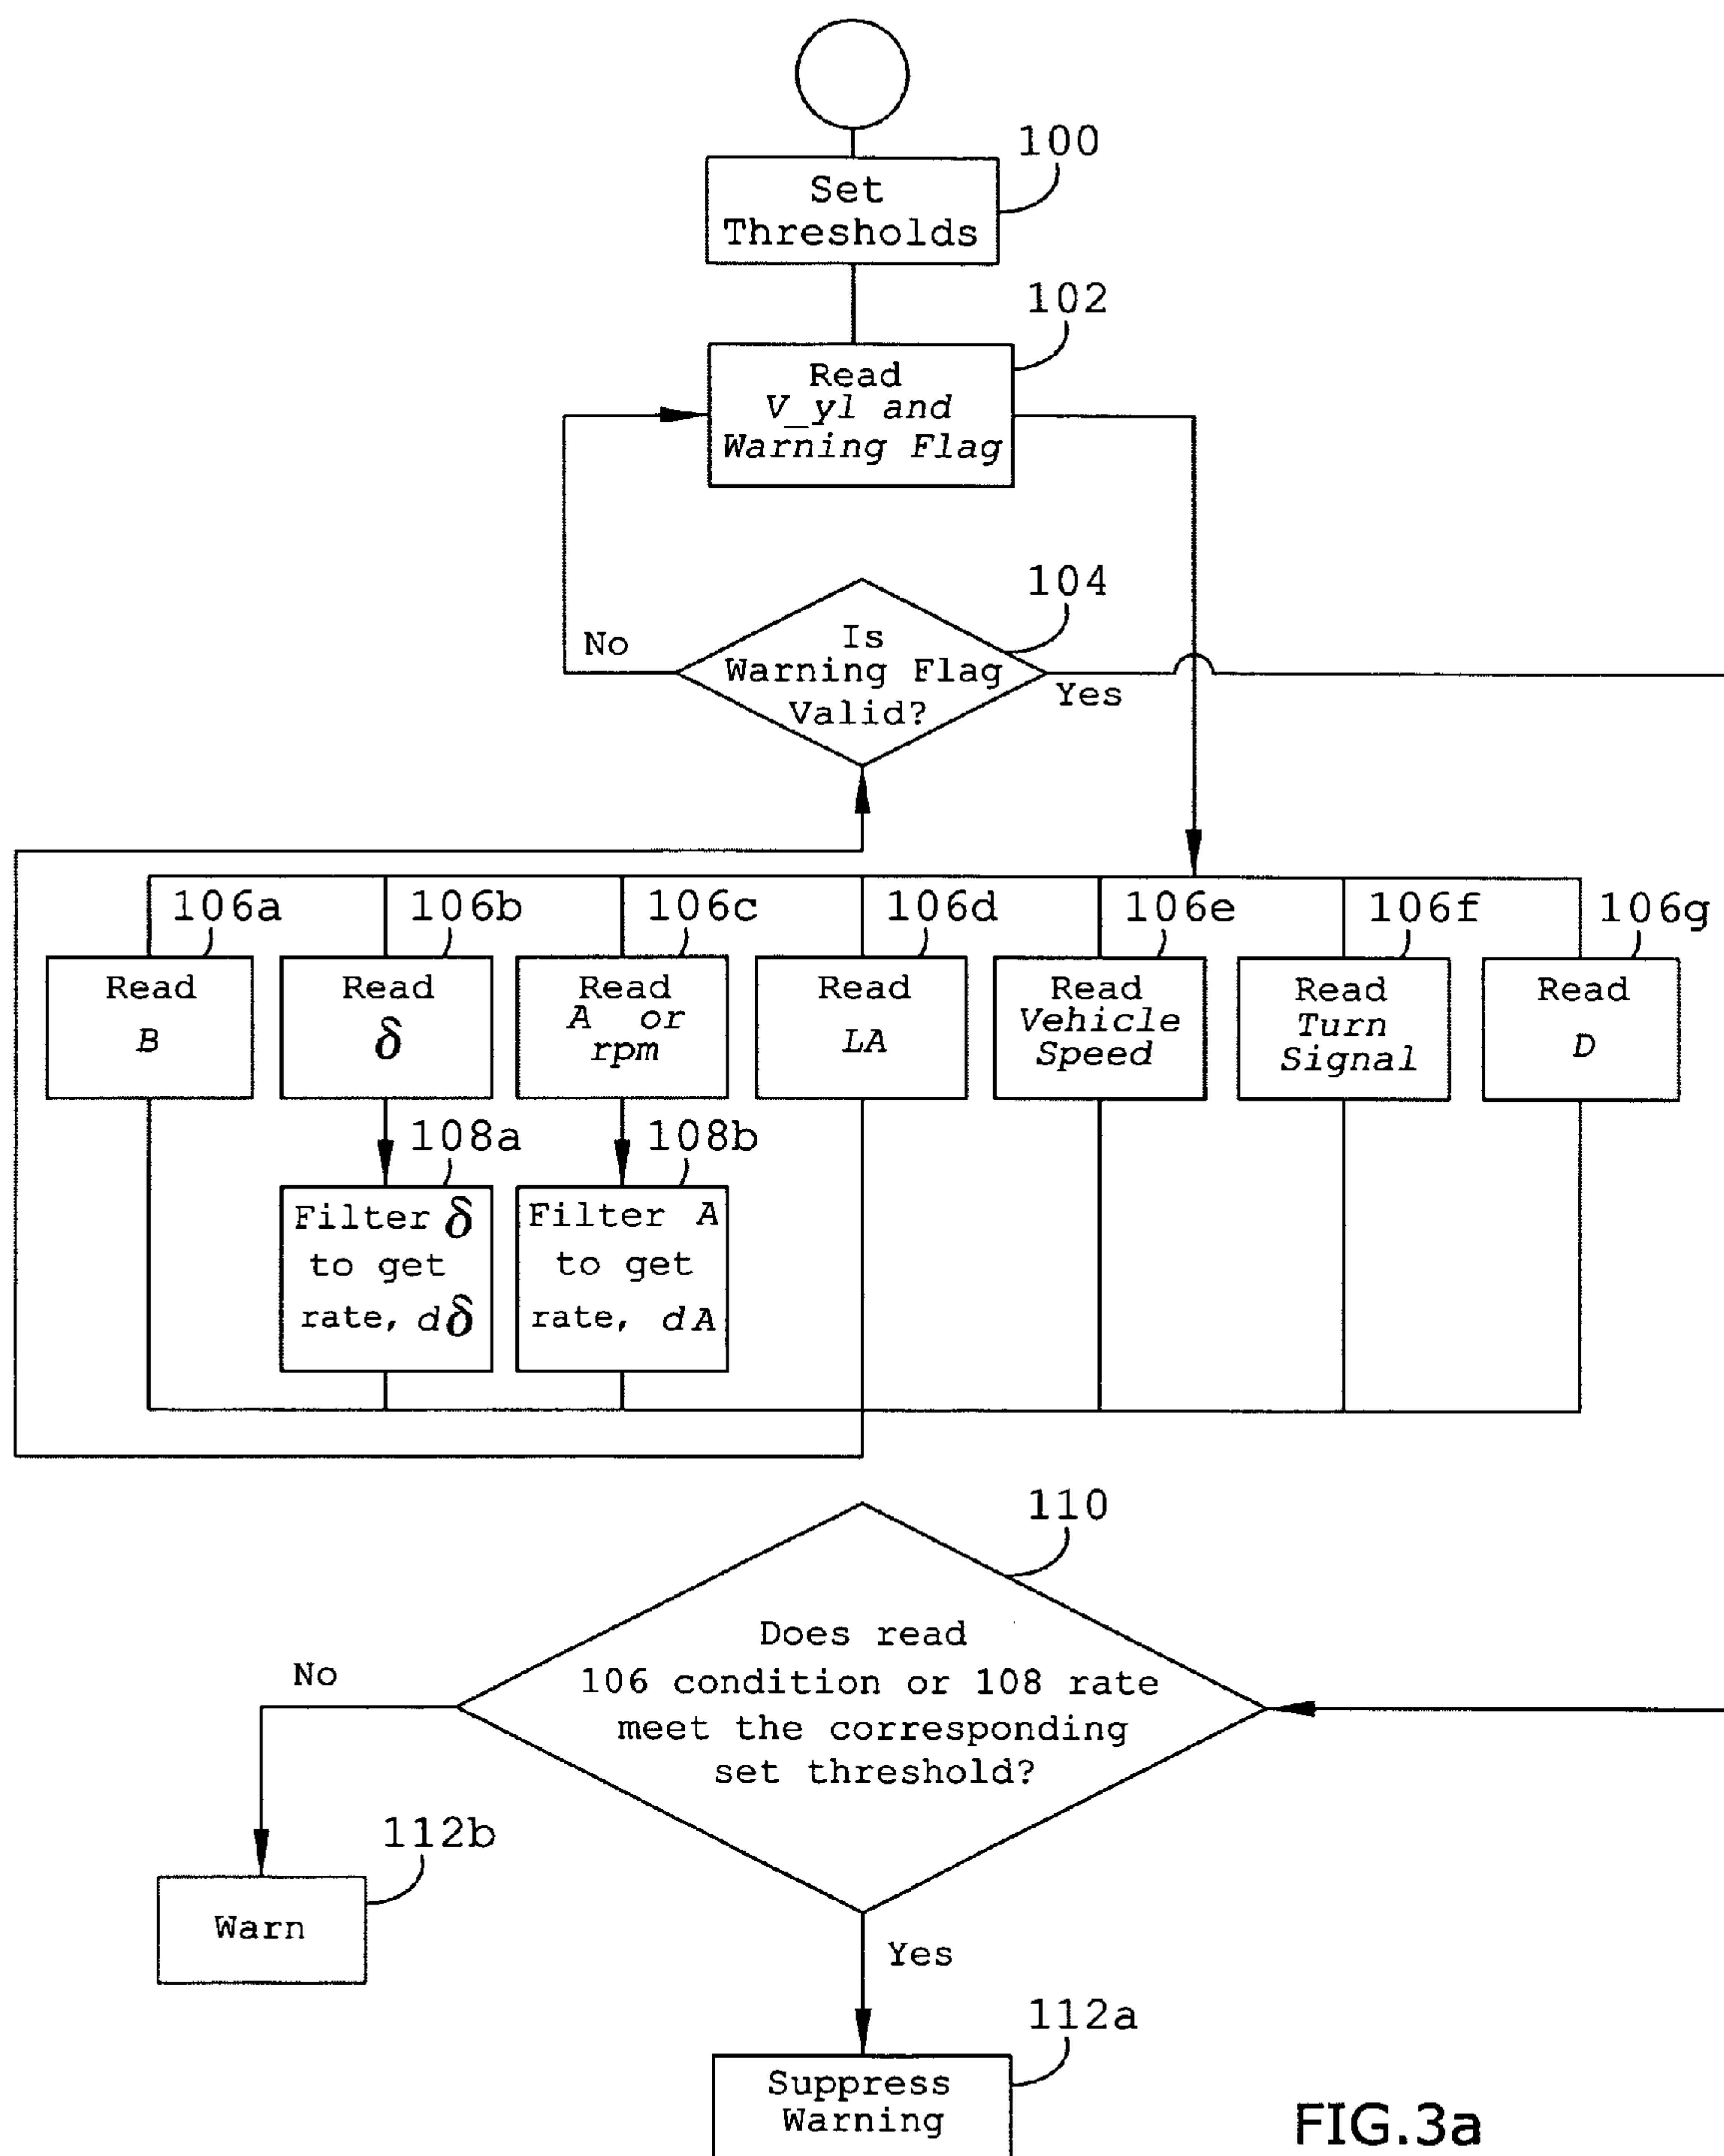 100
Set
Thresholds
102
Read
V_yl and
Warning Flag
104
Is
Warning Flag
Valid?
No
Yes
106a
106b
106c
106d
106e
106f
106g
Read
B
Read
δ
Read
A or
rpm
Read
LA
Read
Vehicle
Speed
Read
Turn
Signal
Read
D
108a
108b
Filter δ
to get
rate, dδ
Filter A
to get
rate, dA
110
Does read
106 condition or 108 rate
meet the corresponding
set threshold?
No
112b
Warn
Yes
112a
Suppress
Warning
FIG.3a